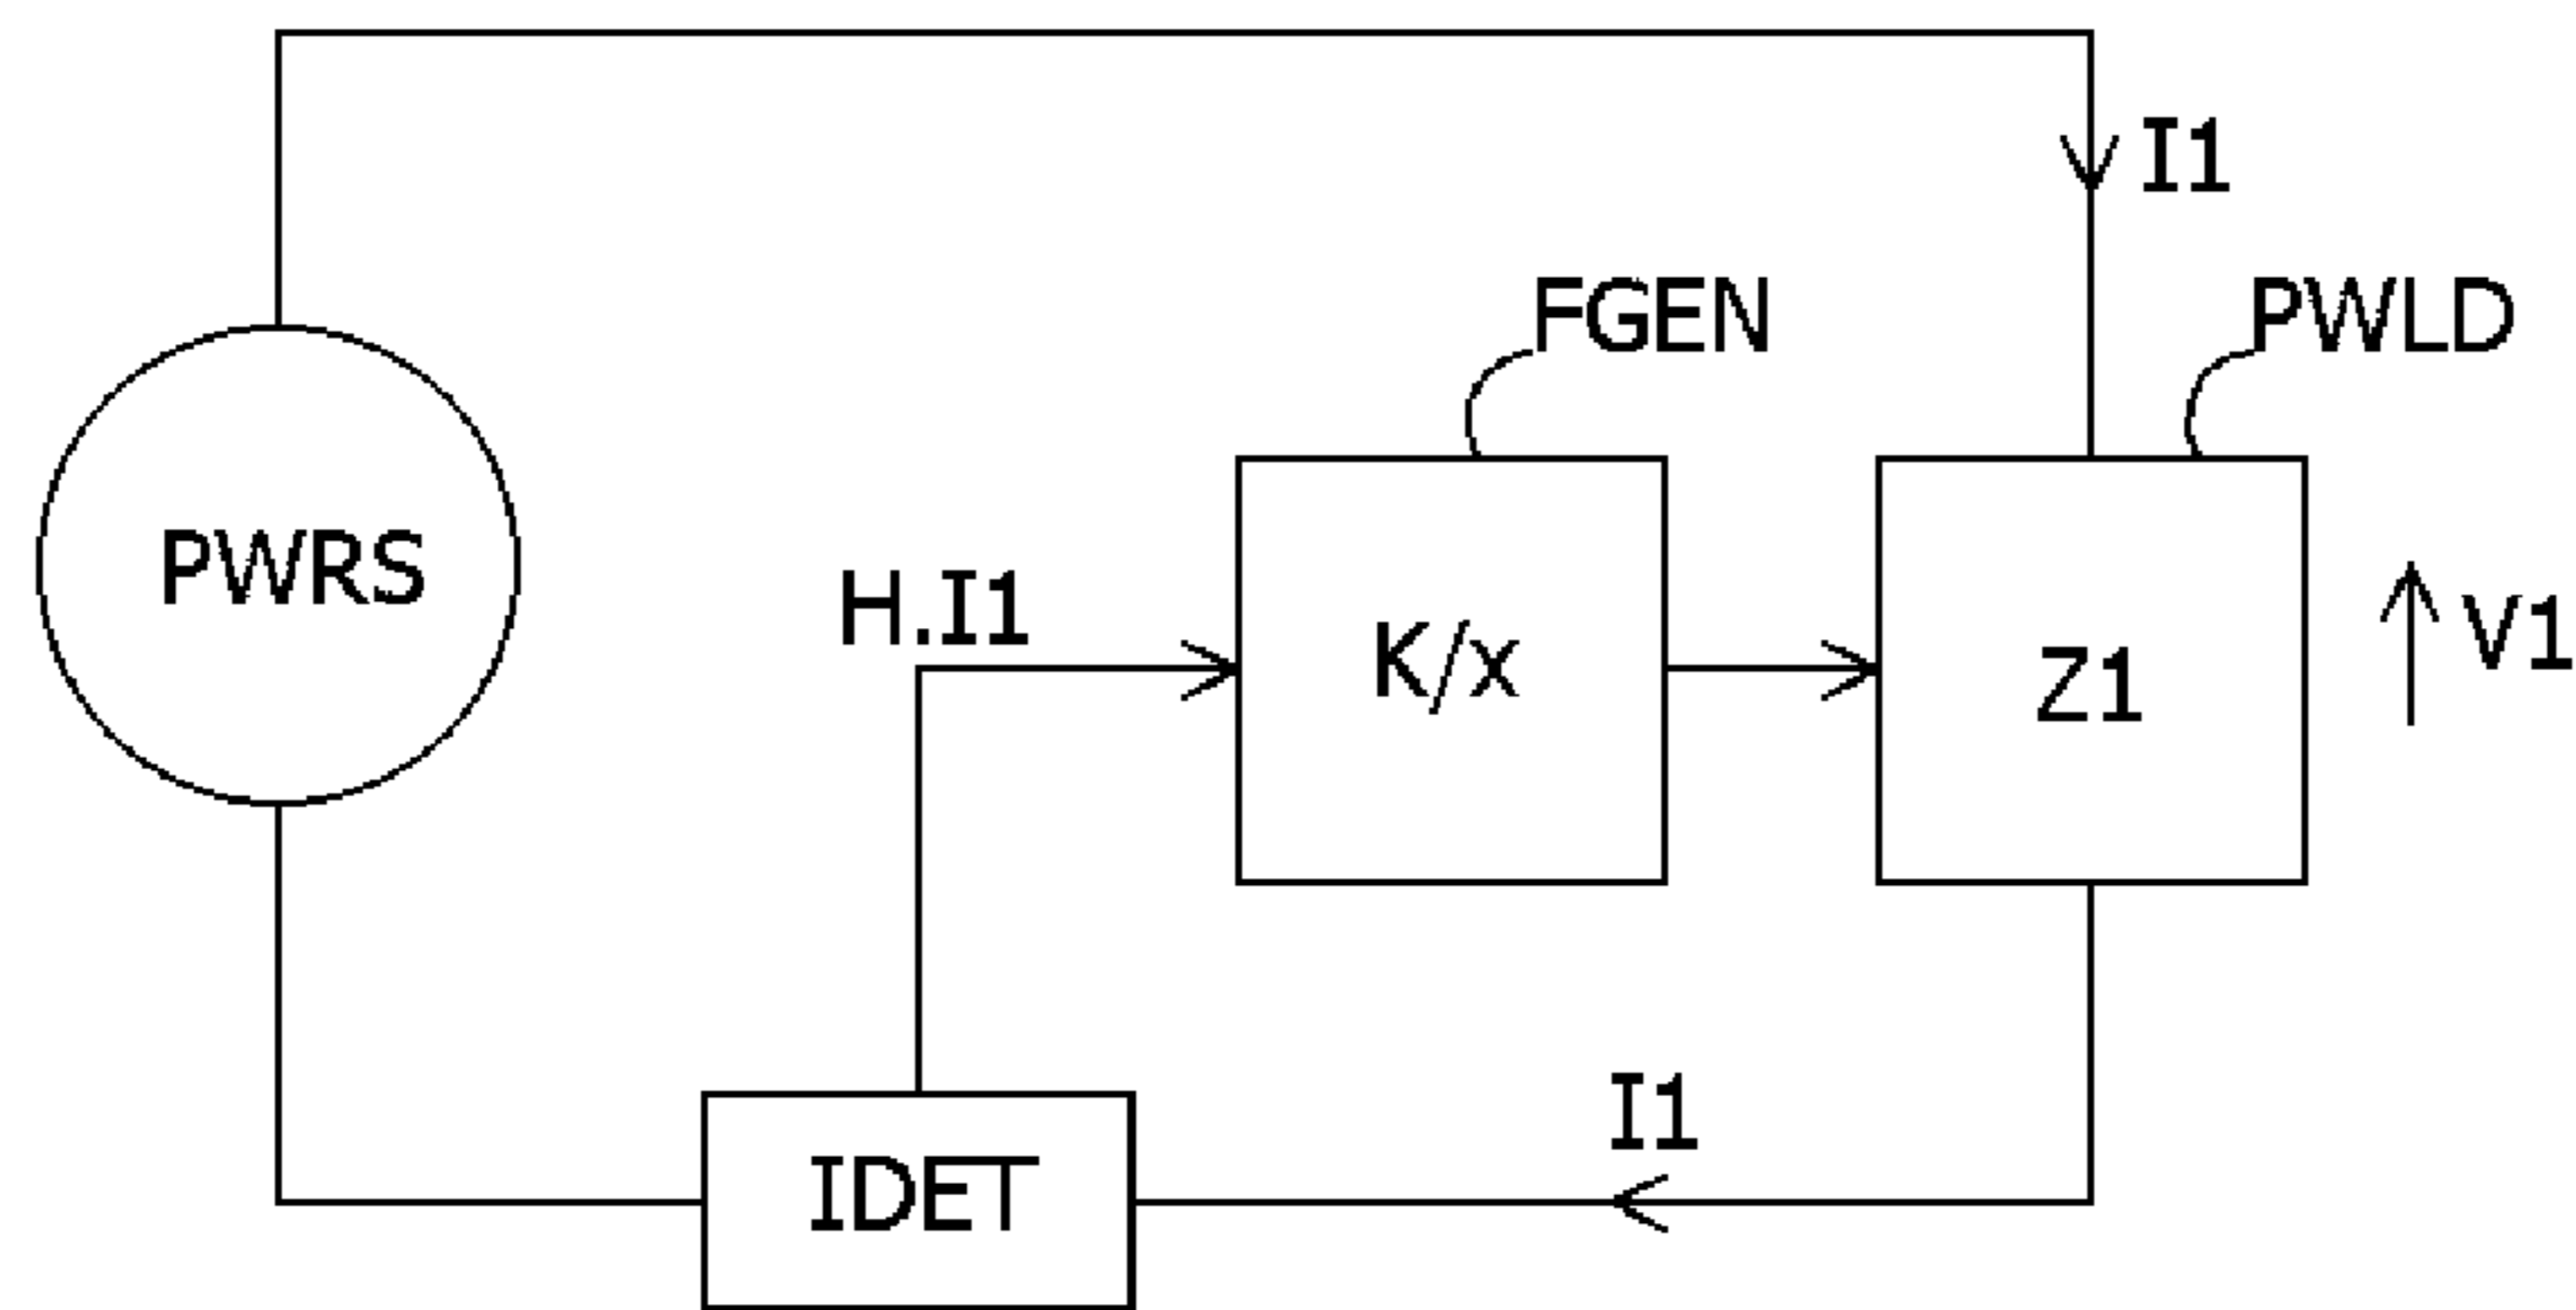 I1
FGEN
PWLD
PWRS
H.I1
K/x
Z1
V1
I1
IDET